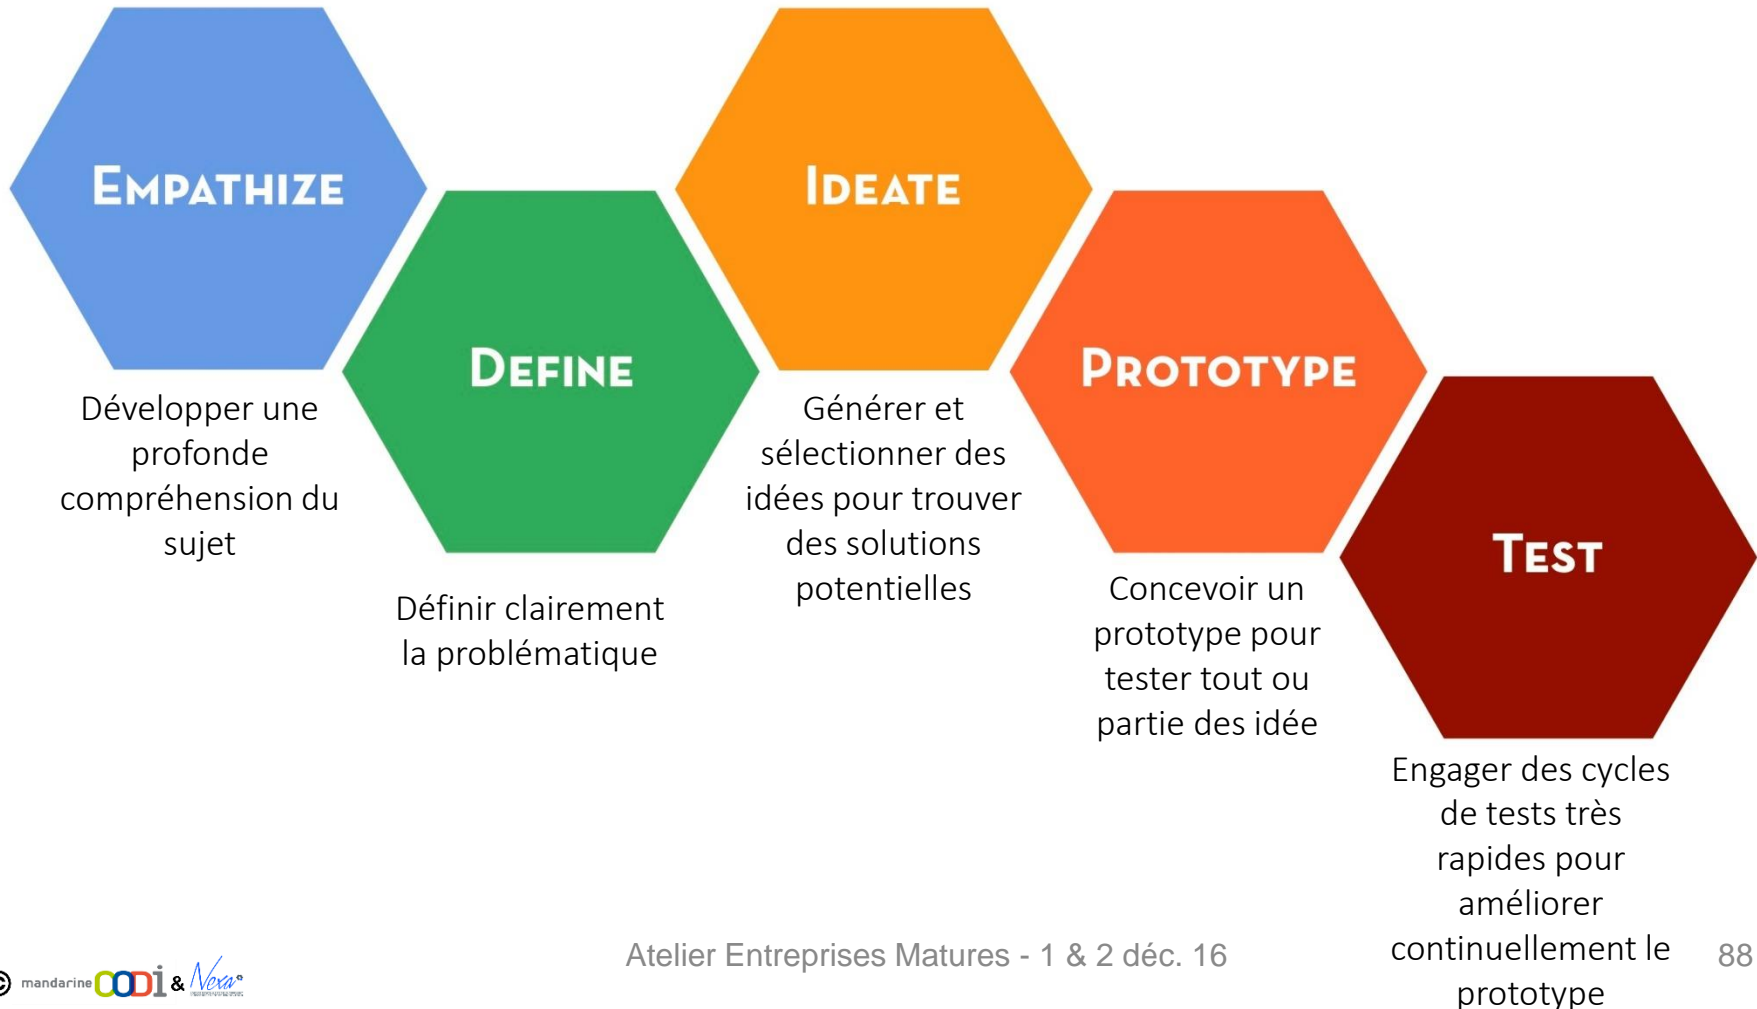 EMPATHIZE
Développer une
profonde
compréhension du
sujet
DEFINE
Définir clairement
la problématique
IDEATE
Générer et
sélectionner des
idées pour trouver
des solutions
potentielles
PROTOTYPE
Concevoir un
prototype pour
tester tout ou
partie des idée
TEST
Engager des cycles
de tests très
rapides pour
améliorer
continuellement le
prototype
© mandarine OODi & Nexa
Atelier Entreprises Matures - 1 & 2 déc. 16
88